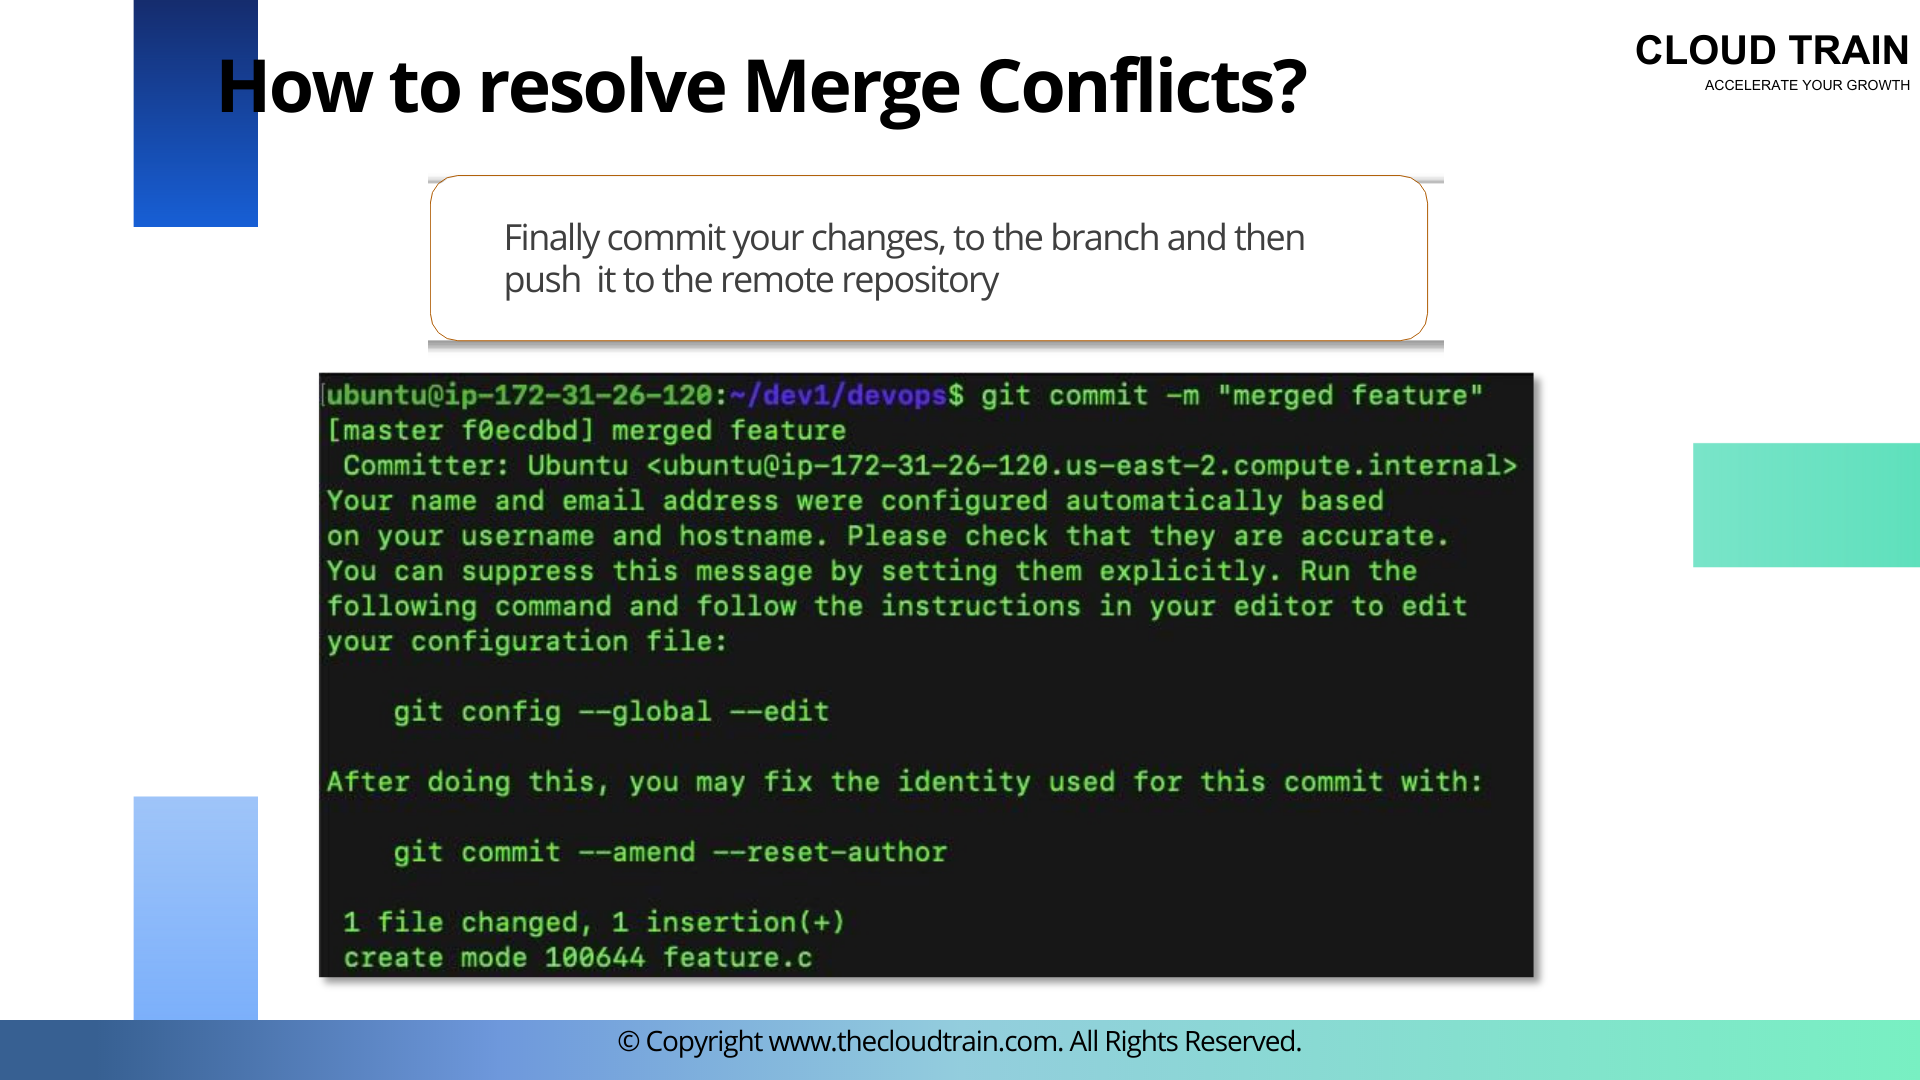 How to resolve Merge Conflicts?
CLOUD TRAIN
ACCELERATE YOUR GROWTH
Finally commit your changes, to the branch and then
push  it to the remote repository
ubuntu@ip-172-31-26-120:~/dev1/devops$ git commit -m "merged feature"
[master f0ecdbd] merged feature
 Committer: Ubuntu <ubuntu@ip-172-31-26-120.us-east-2.compute.internal>
Your name and email address were configured automatically based
on your username and hostname. Please check that they are accurate.
You can suppress this message by setting them explicitly. Run the
following command and follow the instructions in your editor to edit
your configuration file:
    git config --global --edit
After doing this, you may fix the identity used for this commit with:
    git commit --amend --reset-author
 1 file changed, 1 insertion(+)
 create mode 100644 feature.c
© Copyright www.thecloudtrain.com. All Rights Reserved.